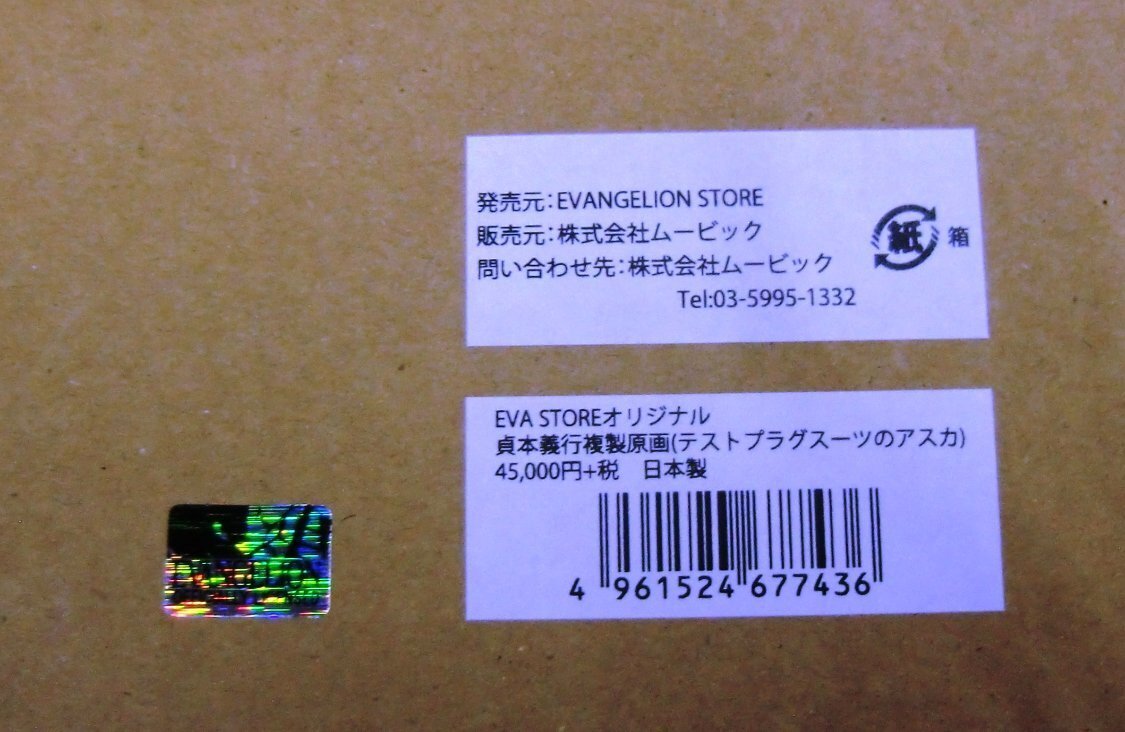 発売元：EVANGELION STORE
販売元：株式会社ムービック
問い合わせ先：株式会社ムービック
Tel:03-5995-1332
紙 箱
EVA STOREオリジナル
貞本義行複製原画(テストプラグスーツのアスカ)
45,000円+税　日本製
4 961524 677436